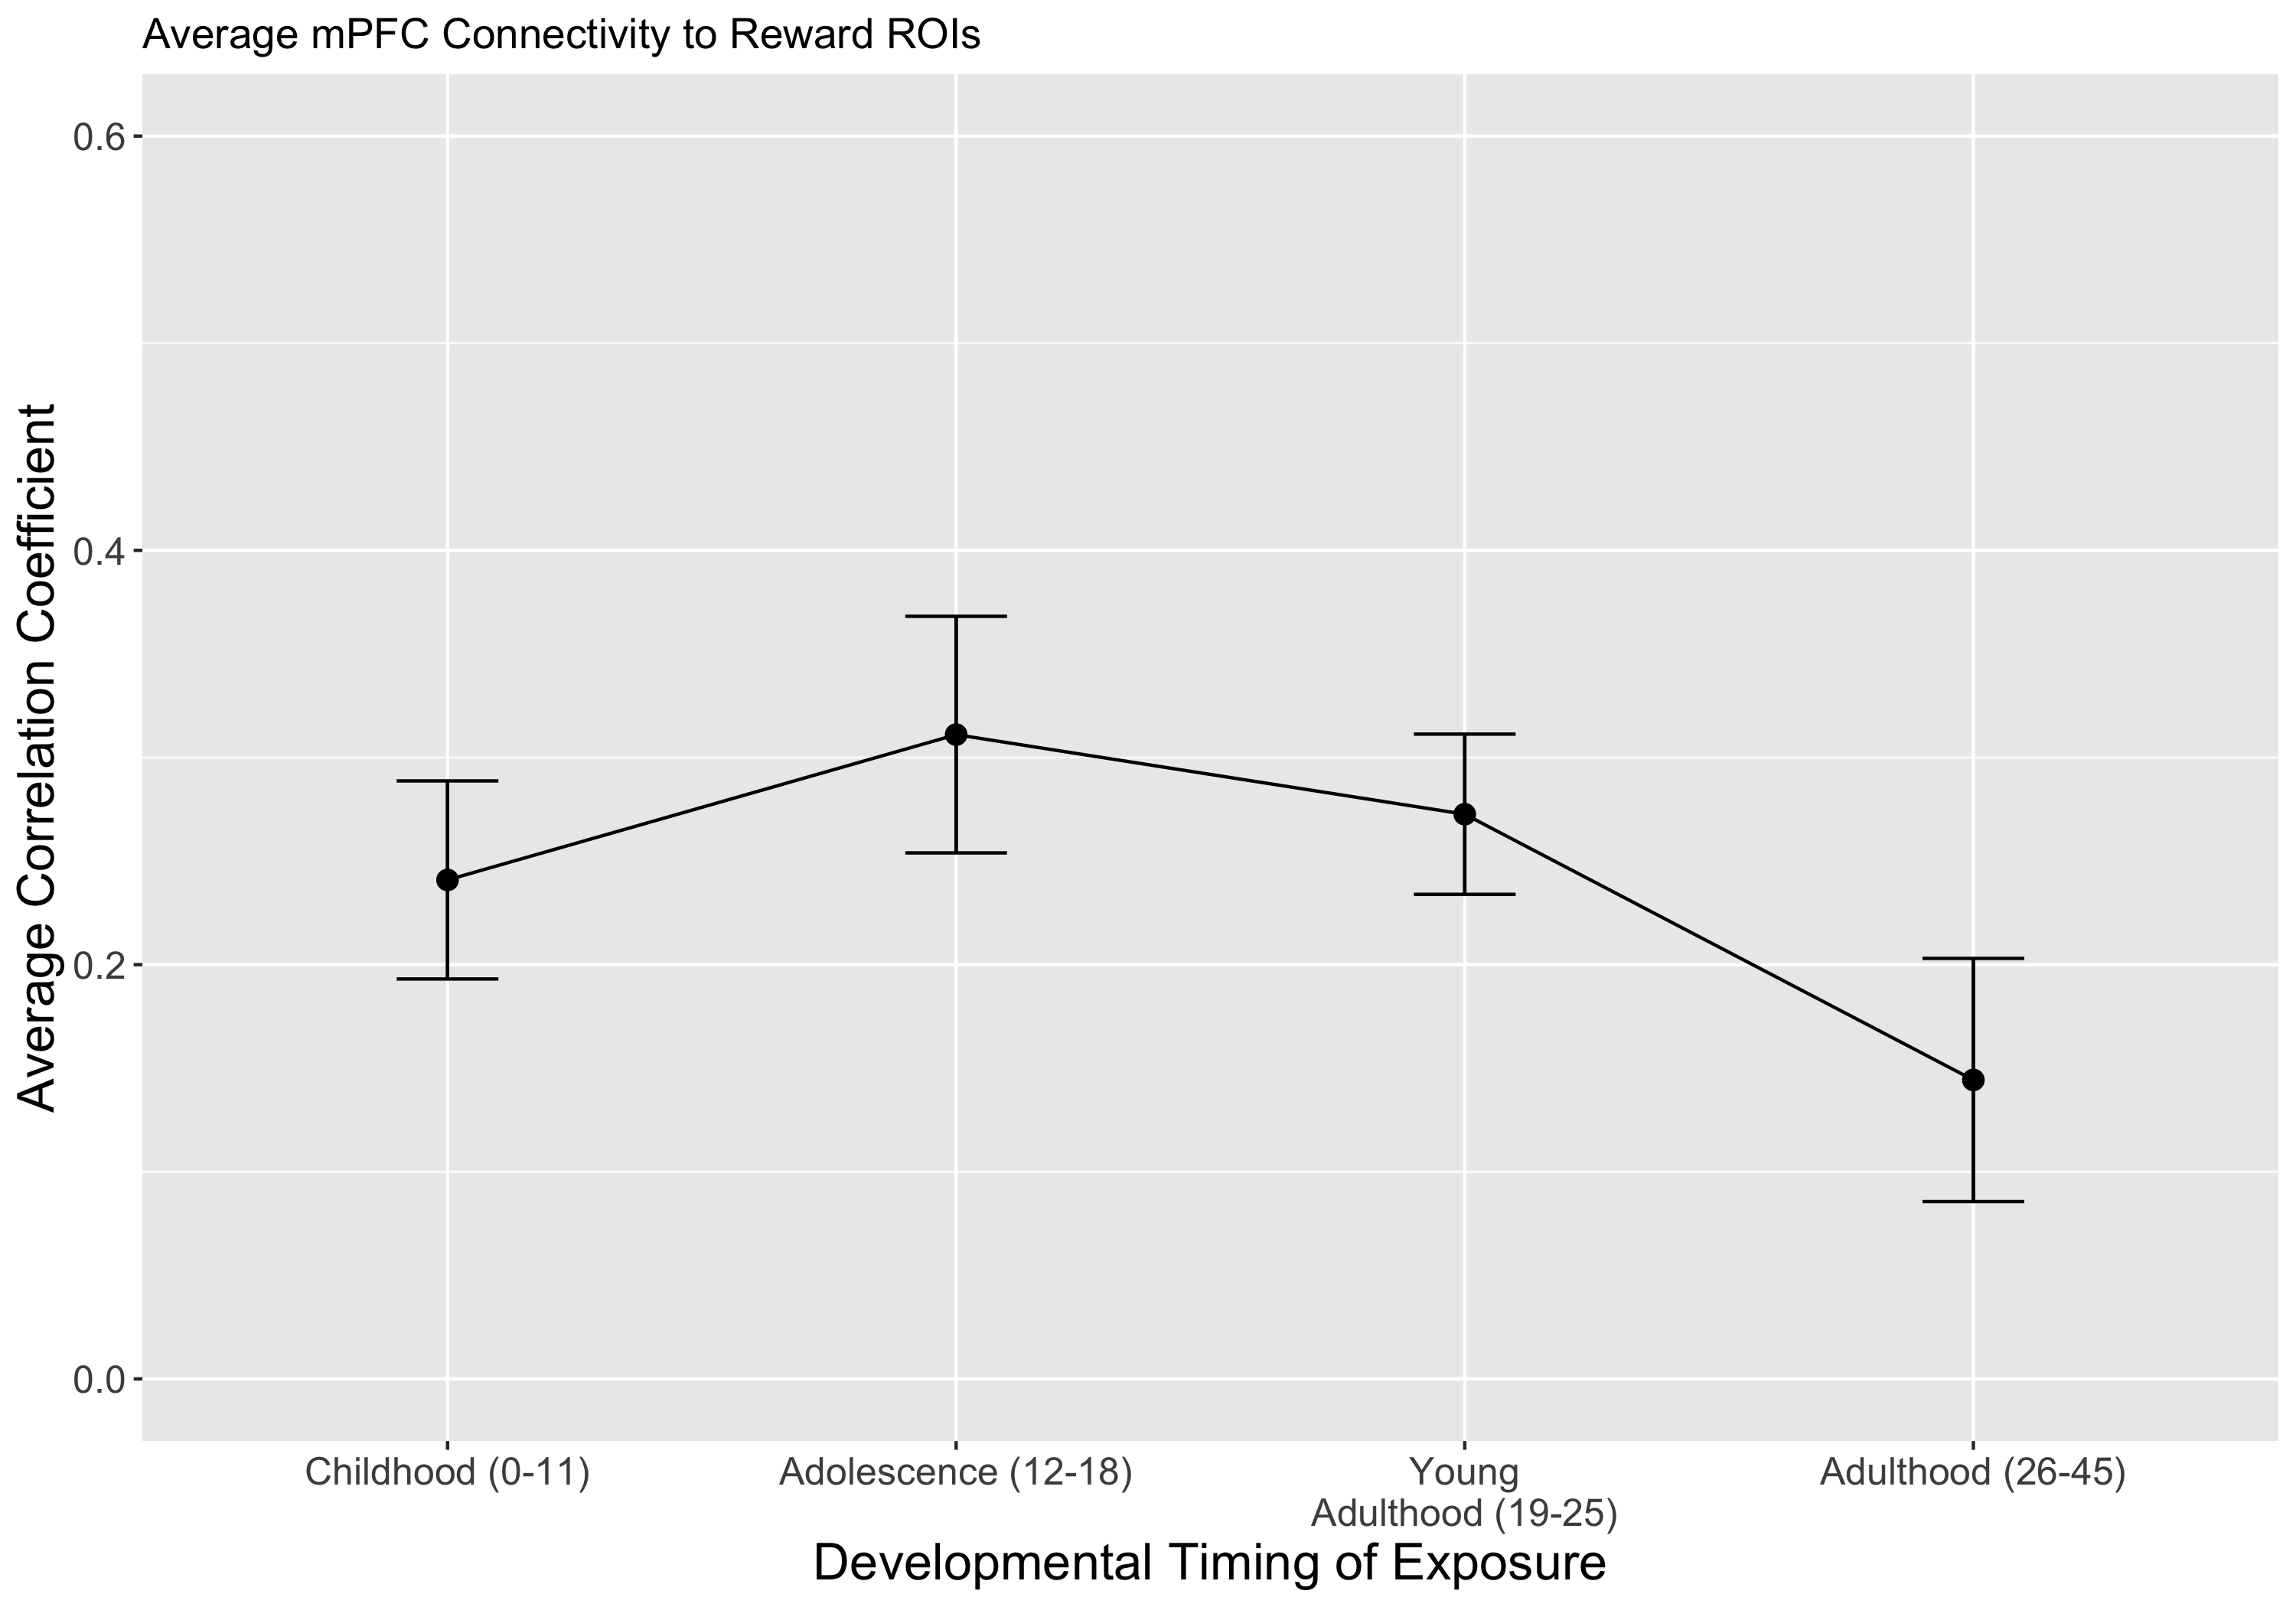 Average mPFC Connectivity to Reward ROIs
Average Correlation Coefficient
0.6
0.4
0.2
0.0
Childhood (0-11)
Adolescence (12-18)
Young
Adulthood (19-25)
Adulthood (26-45)
Developmental Timing of Exposure